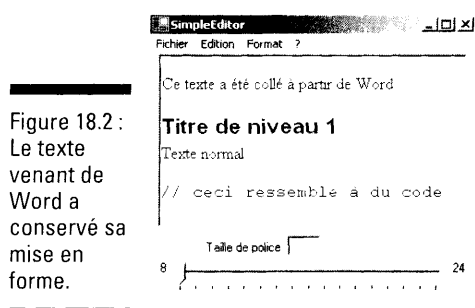 Figure 18.2 :
Le texte
venant de
Word a
conservé sa
mise en
forme.
SimpleEditor
Fichier Edition Format ?
Ce texte a été collé à partir de Word
Titre de niveau 1
Texte normal
// ceci ressemble à du code
Taille de police
8 24